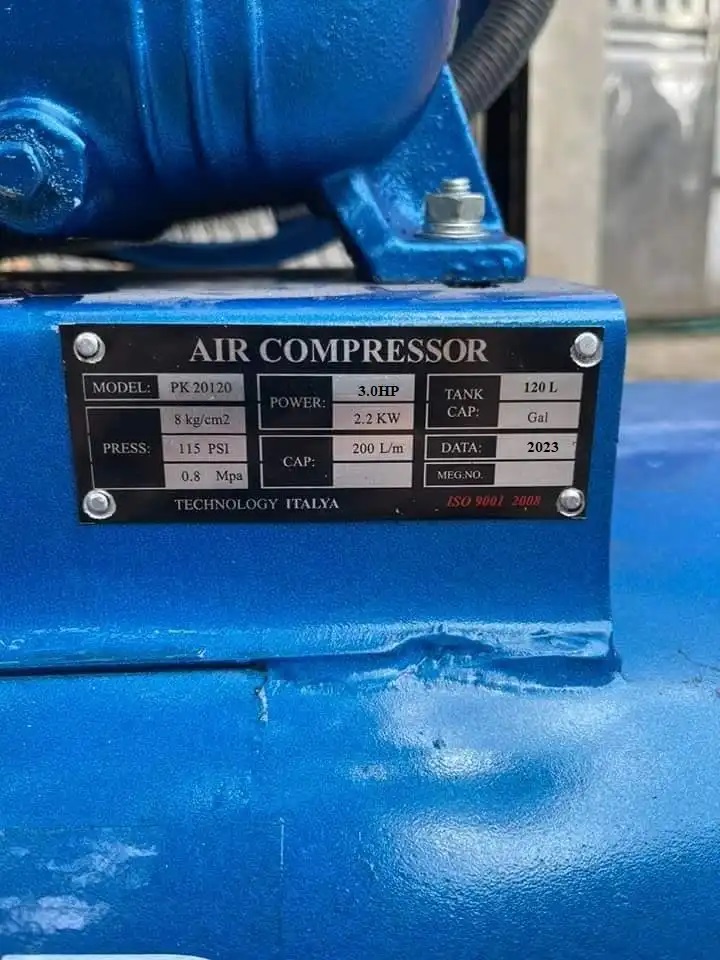 AIR COMPRESSOR
MODEL: PK 20120
PRESS: 8 kg/cm2
115 PSI
0.8 Mpa
POWER: 3.0HP
2.2 KW
CAP: 200 L/m
TANK CAP: 120 L
Gal
DATA: 2023
MEG.NO.
TECHNOLOGY ITALYA
ISO 9001 2008